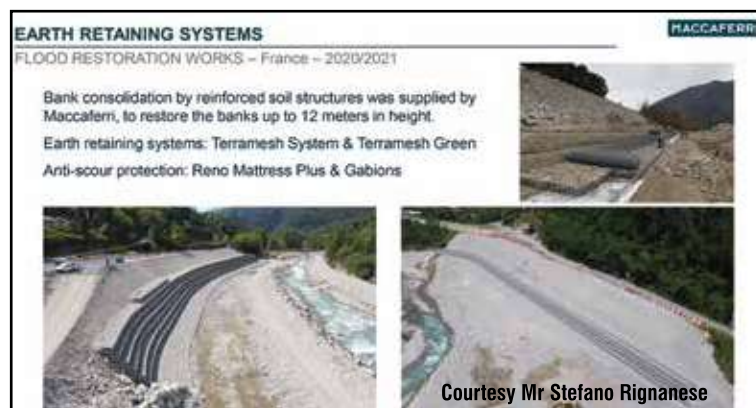 EARTH RETAINING SYSTEMS
MACCAFERRI
FLOOD RESTORATION WORKS – France – 2020/2021
Bank consolidation by reinforced soil structures was supplied by
Maccaferri, to restore the banks up to 12 meters in height.
Earth retaining systems: Terramesh System & Terramesh Green
Anti-scour protection: Reno Mattress Plus & Gabions
Courtesy Mr Stefano Rignanese